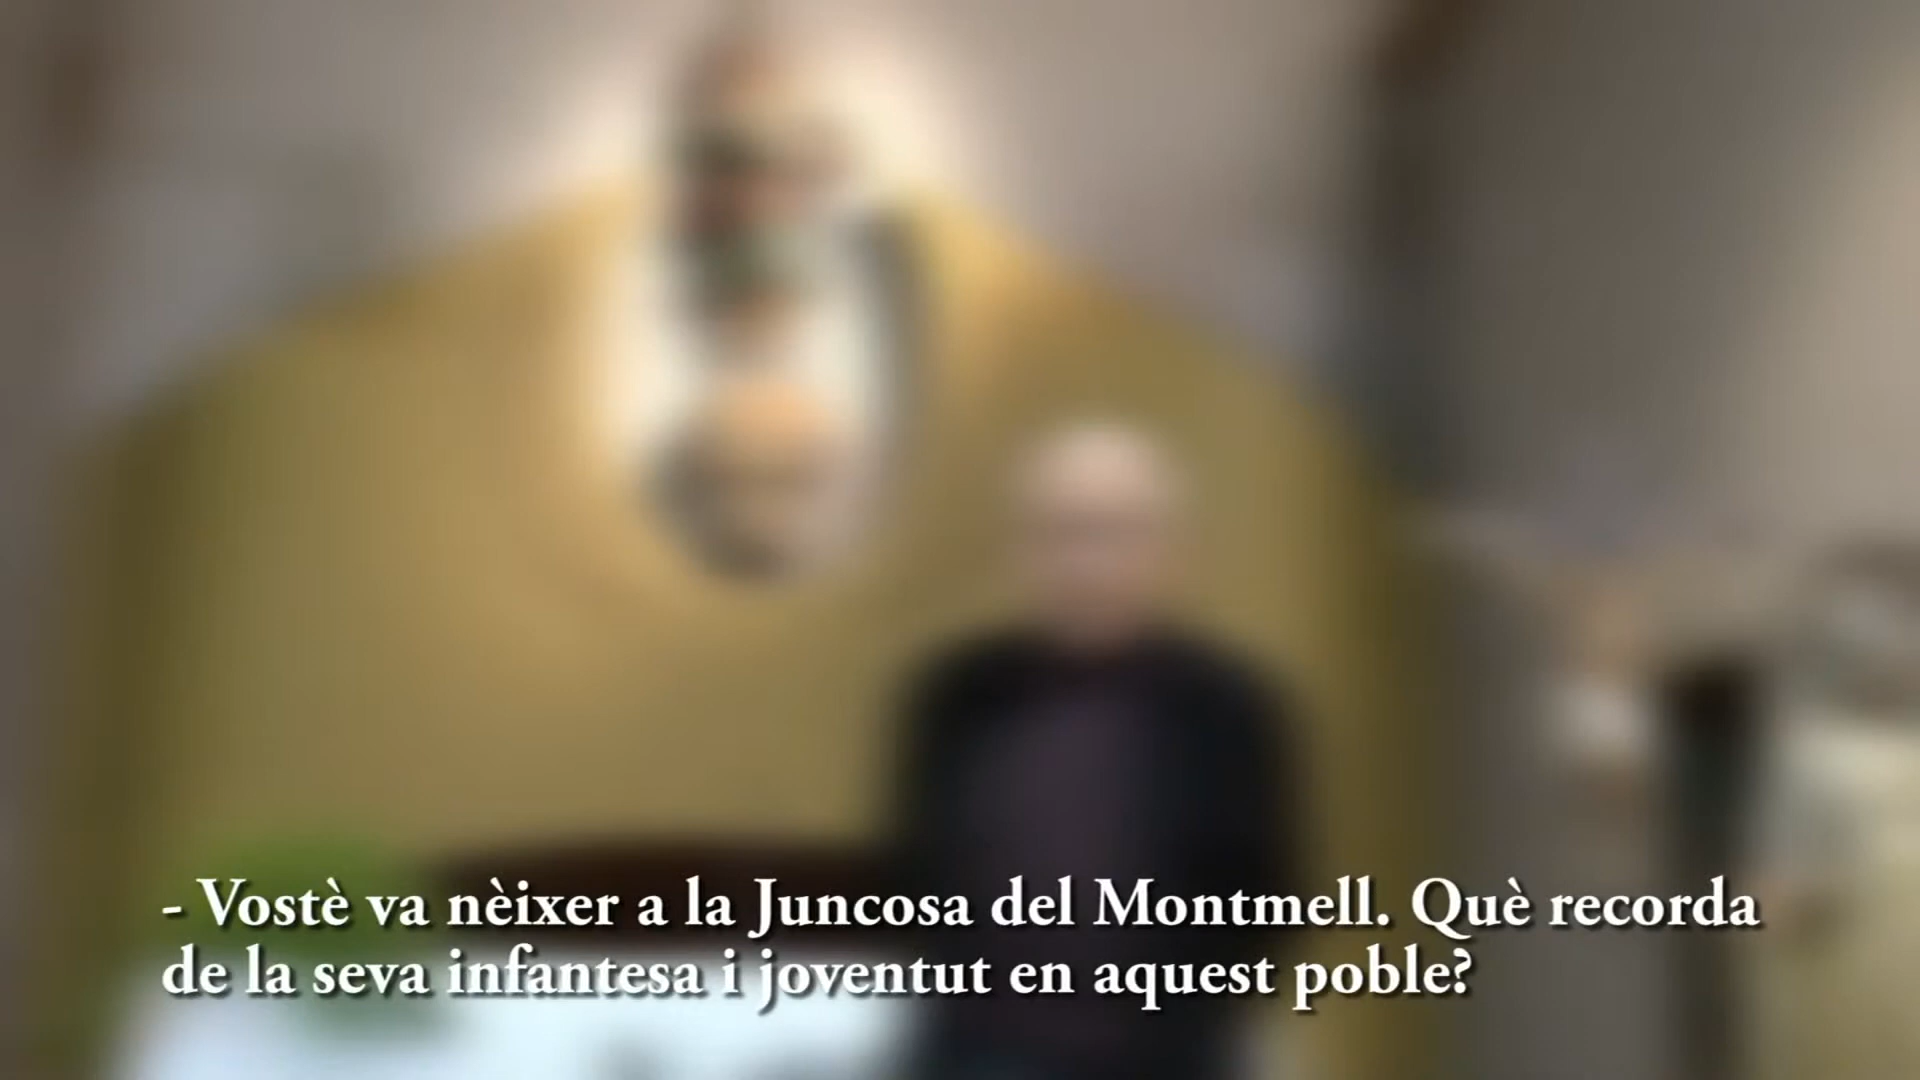 - Vostè va nèixer a la Juncosa del Montmell. Què recorda
de la seva infantesa i joventut en aquest poble?